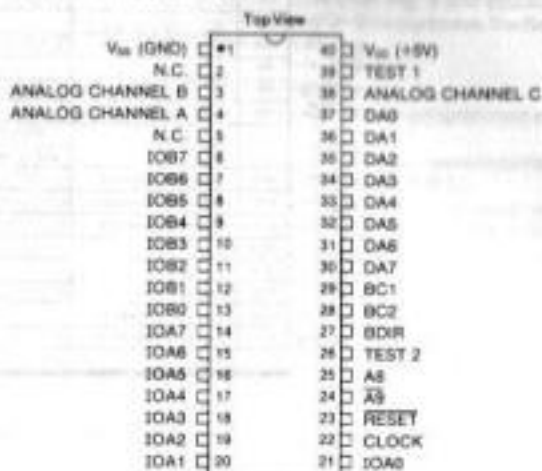 Top View
Vss (GND) 1 40 Vcc (+5V)
N.C. 2 39 TEST 1
ANALOG CHANNEL B 3 38 ANALOG CHANNEL C
ANALOG CHANNEL A 4 37 DA0
N.C. 5 36 DA1
IOB7 6 35 DA2
IOB6 7 34 DA3
IOB5 8 33 DA4
IOB4 9 32 DA5
IOB3 10 31 DA6
IOB2 11 30 DA7
IOB1 12 29 BC1
IOB0 13 28 BC2
IOA7 14 27 BDIR
IOA6 15 26 TEST 2
IOA5 16 25 A8
IOA4 17 24 A9
IOA3 18 23 RESET
IOA2 19 22 CLOCK
IOA1 20 21 IOA0